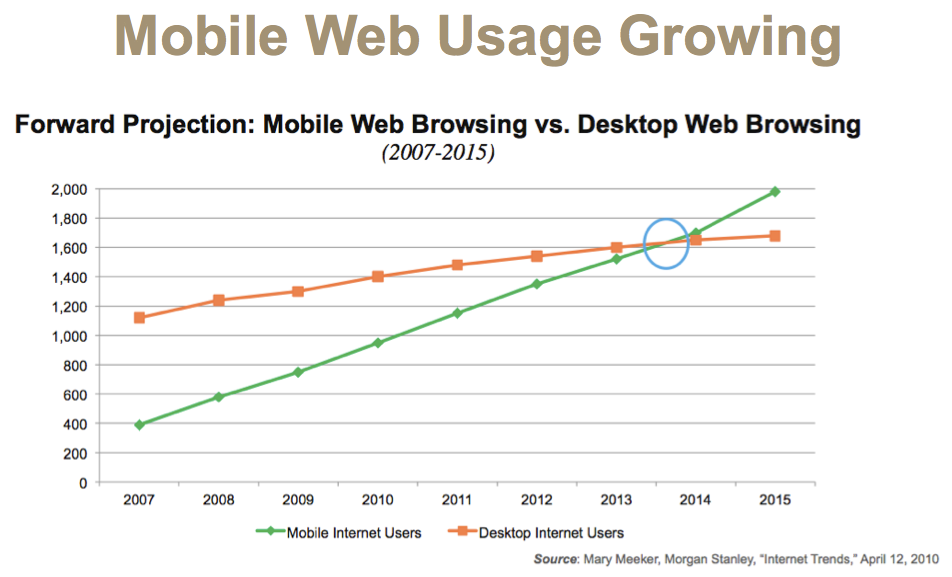 Mobile Web Usage Growing
Forward Projection: Mobile Web Browsing vs. Desktop Web Browsing
(2007-2015)
2,000
1,800
1,600
1,400
1,200
1,000
800
600
400
200
0
2007 2008 2009 2010 2011 2012 2013 2014 2015
Mobile Internet Users Desktop Internet Users
Source: Mary Meeker, Morgan Stanley, “Internet Trends,” April 12, 2010